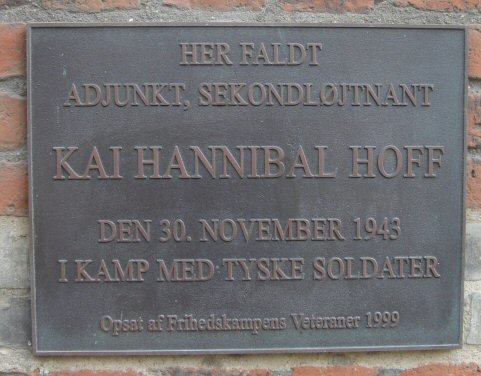 HER FALDT
ADJUNKT, SEKONDLØJTNANT
KAI HANNIBAL HOFF
DEN 30. NOVEMBER 1943
I KAMP MED TYSKE SOLDATER
Opsat af Frihedskampens Veteraner 1999